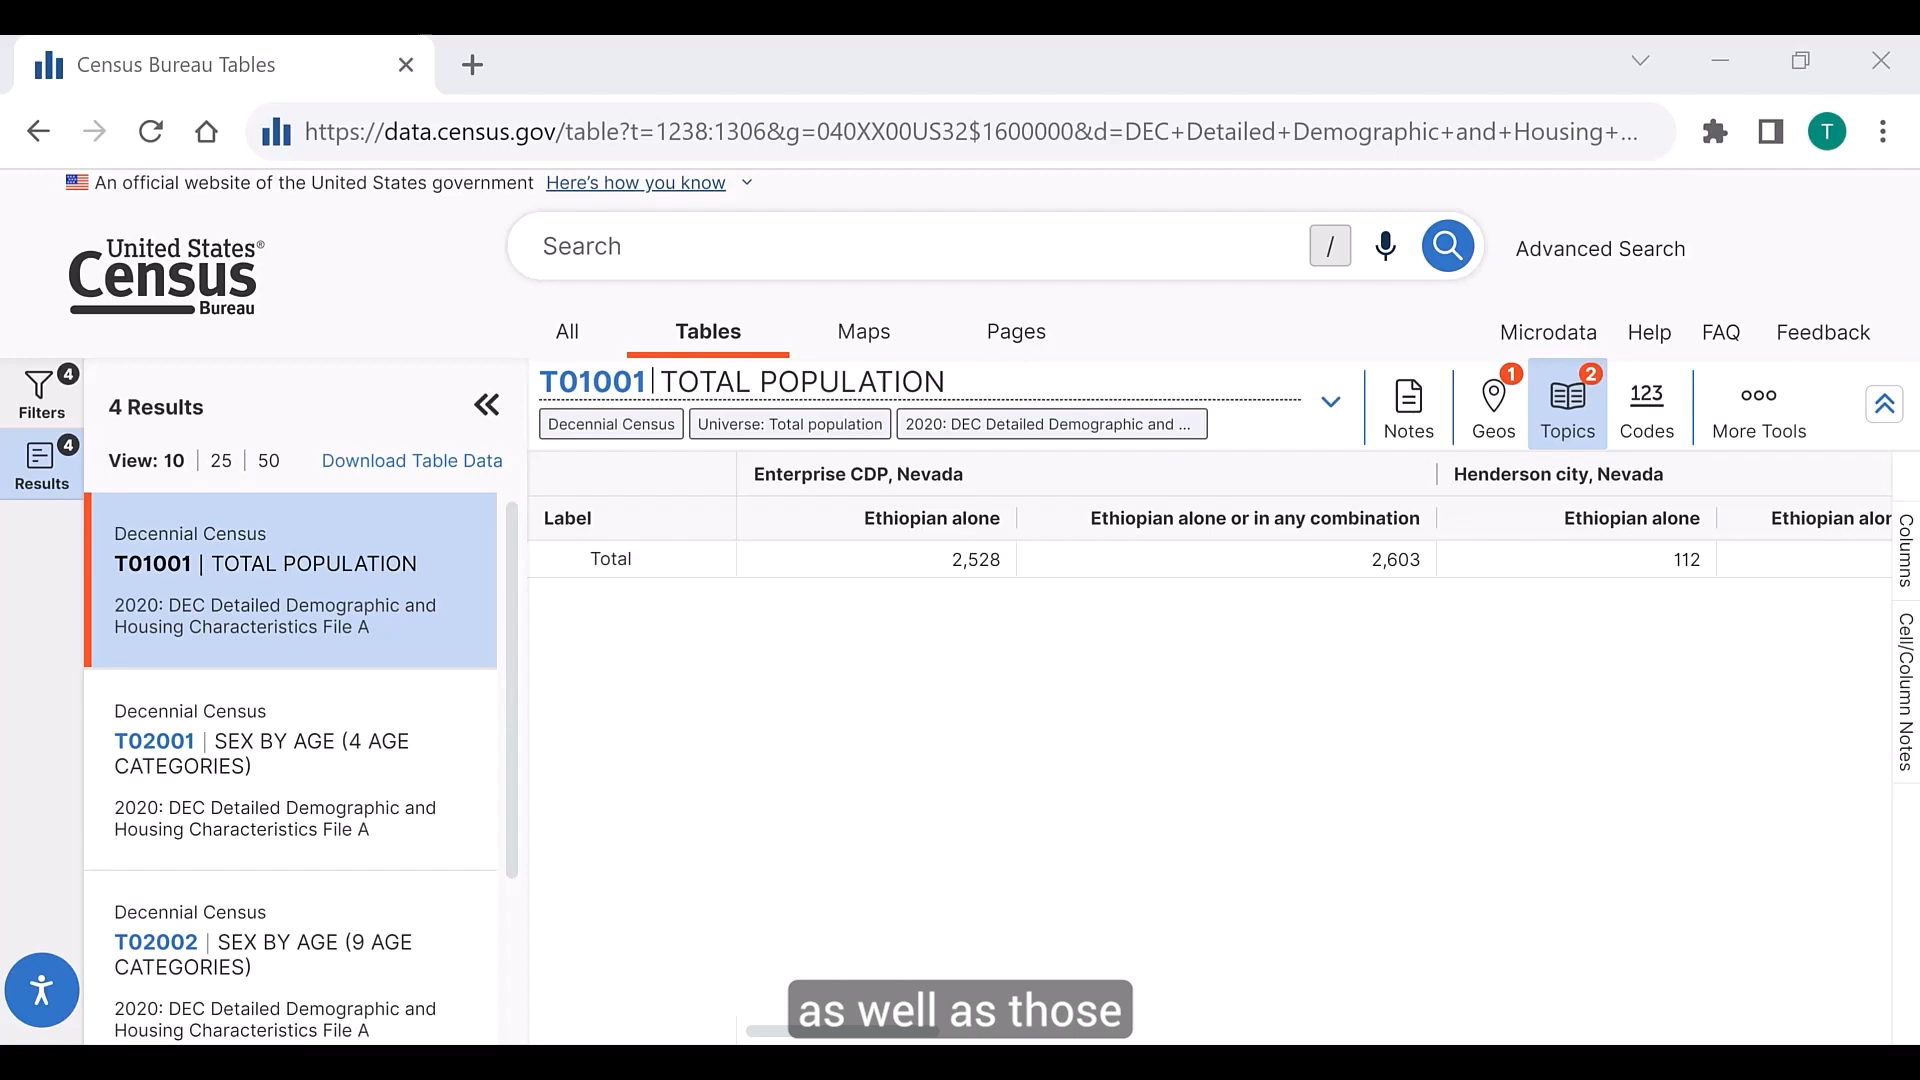 Census Bureau Tables
https://data.census.gov/table?t=1238:1306&g=040XX00US32$1600000&d=DEC+Detailed+Demographic+and+Housing+...
T
An official website of the United States government Here's how you know
United States®
Census
Bureau
Search
/
Advanced Search
All
Tables
Maps
Pages
Microdata
Help
FAQ
Feedback
4
Filters
4
Results
4 Results
View: 10 | 25 | 50
Download Table Data
Decennial Census
T01001 | TOTAL POPULATION
2020: DEC Detailed Demographic and
Housing Characteristics File A
Decennial Census
T02001 | SEX BY AGE (4 AGE
CATEGORIES)
2020: DEC Detailed Demographic and
Housing Characteristics File A
Decennial Census
T02002 | SEX BY AGE (9 AGE
CATEGORIES)
2020: DEC Detailed Demographic and
Housing Characteristics File A
T01001 | TOTAL POPULATION
Decennial Census
Universe: Total population
2020: DEC Detailed Demographic and ...
Notes
1
Geos
2
Topics
123
Codes
More Tools
Enterprise CDP, Nevada
Henderson city, Nevada
Label
Ethiopian alone
Ethiopian alone or in any combination
Ethiopian alone
Ethiopian alor
Total
2,528
2,603
112
Columns
Cell/Column Notes
as well as those